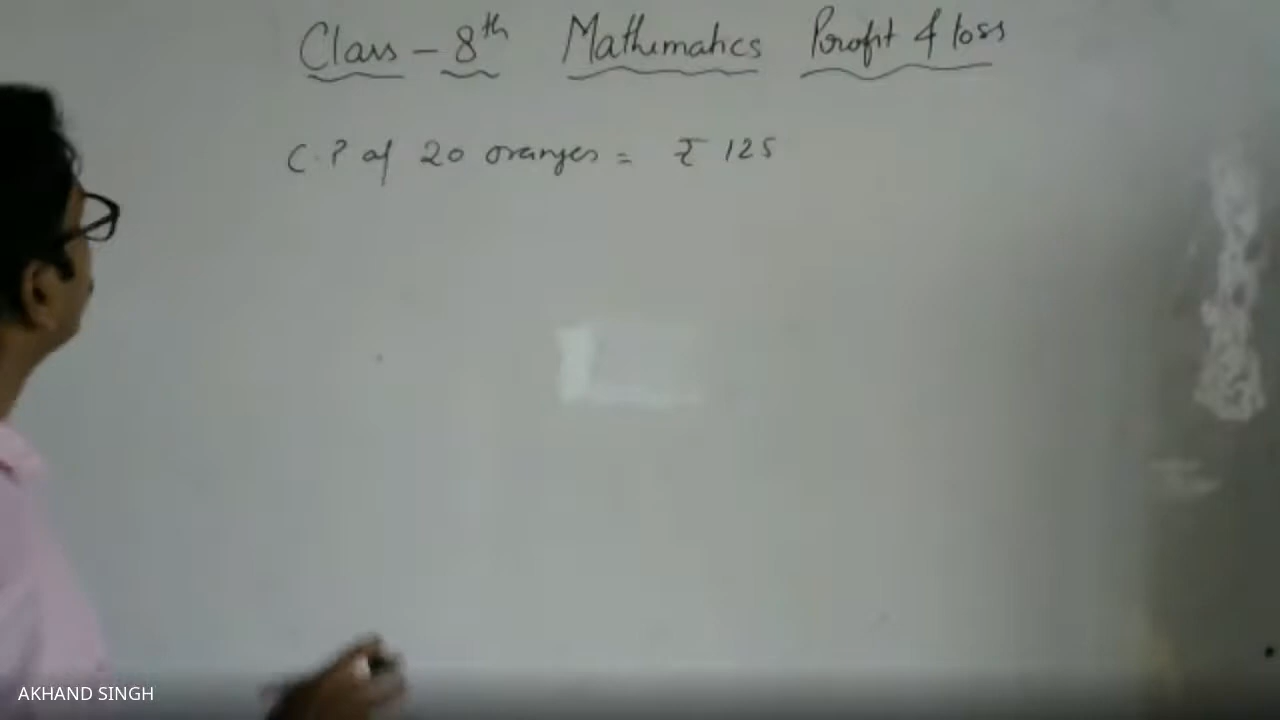 Class - 8th Mathematics Profit & loss
C.P of 20 oranges = ₹ 125
AKHAND SINGH